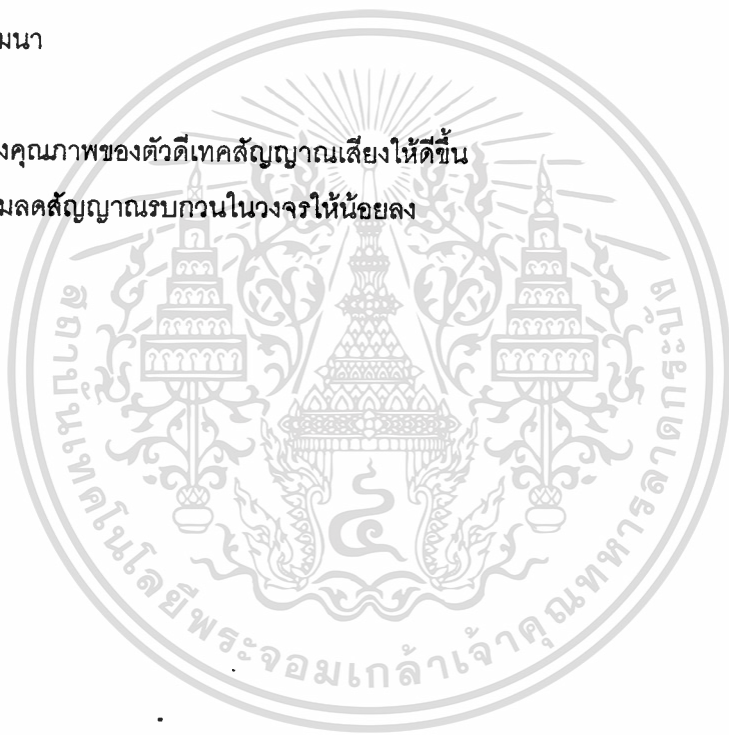 มนา
งคุณภาพของตัวดีเทคสัญญาณเสียงให้ดีขึ้น
มลดสัญญาณรบกวนในวงจรให้น้อยลง
สถาบันเทคโนโลยีพระจอมเกล้าเจ้าคุณทหารลาดกระบัง
๔